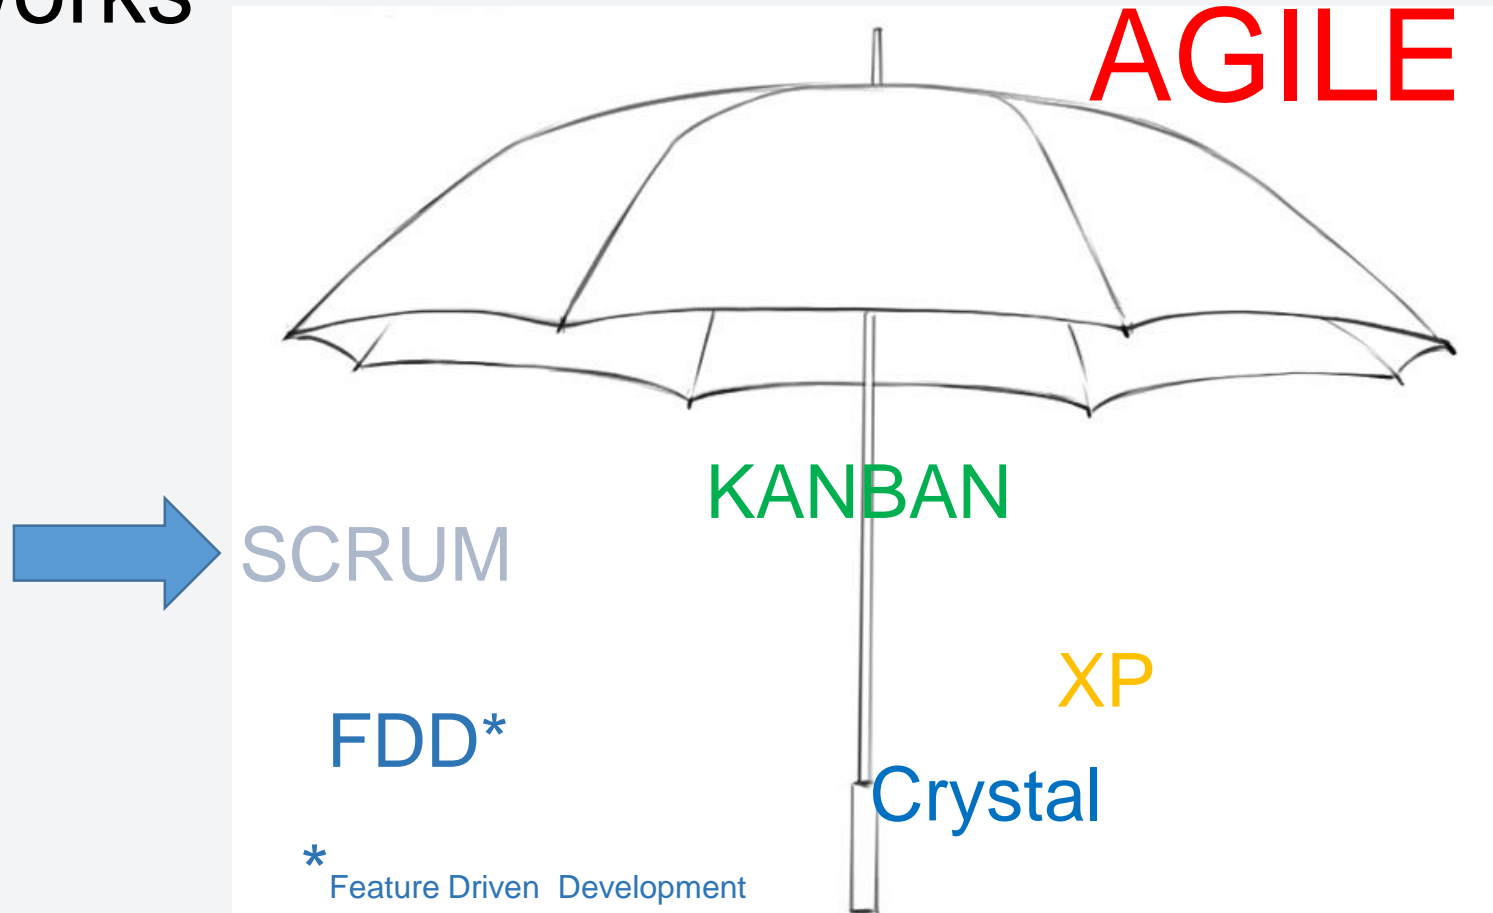 AGILE
KANBAN
SCRUM
XP
FDD*
Crystal
* Feature Driven Development